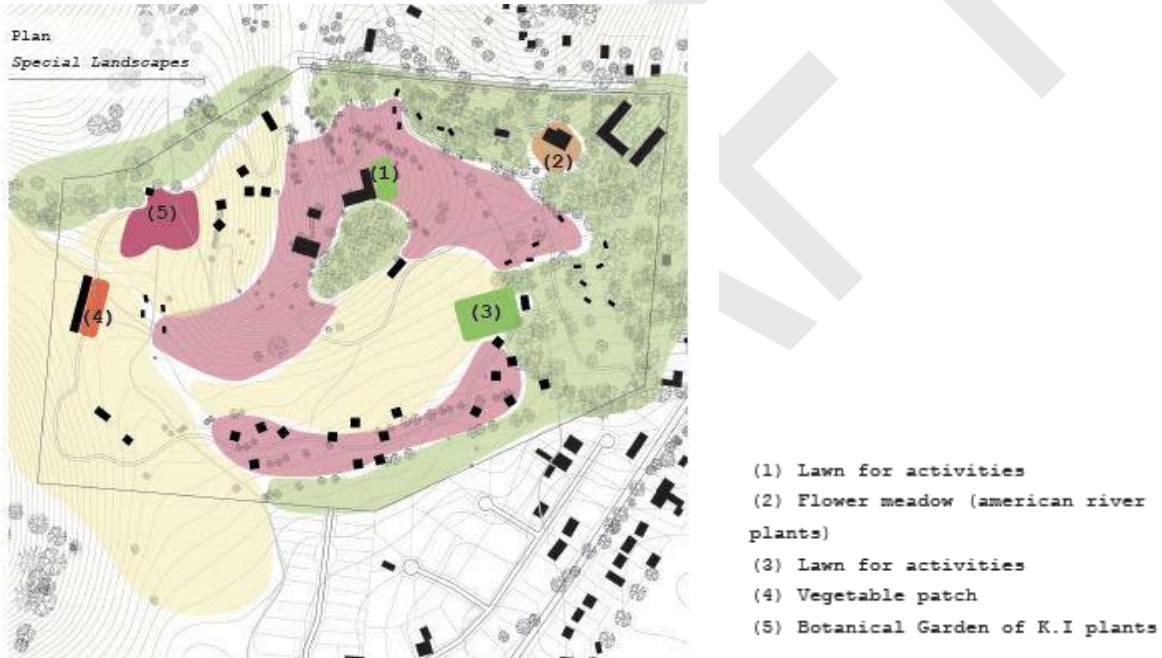 Plan
Special Landscapes
(1)
(2)
(5)
(3)
(4)
(1) Lawn for activities
(2) Flower meadow (american river
plants)
(3) Lawn for activities
(4) Vegetable patch
(5) Botanical Garden of K.I plants